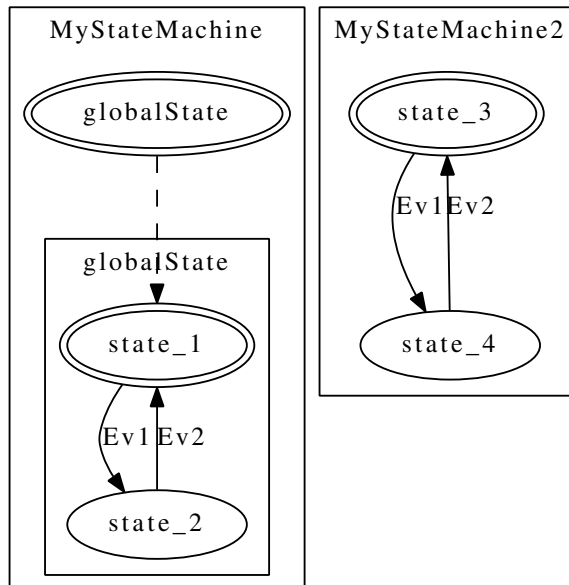 MyStateMachine
globalState
globalState
state_1
Ev1 Ev2
state_2
MyStateMachine2
state_3
Ev1 Ev2
state_4